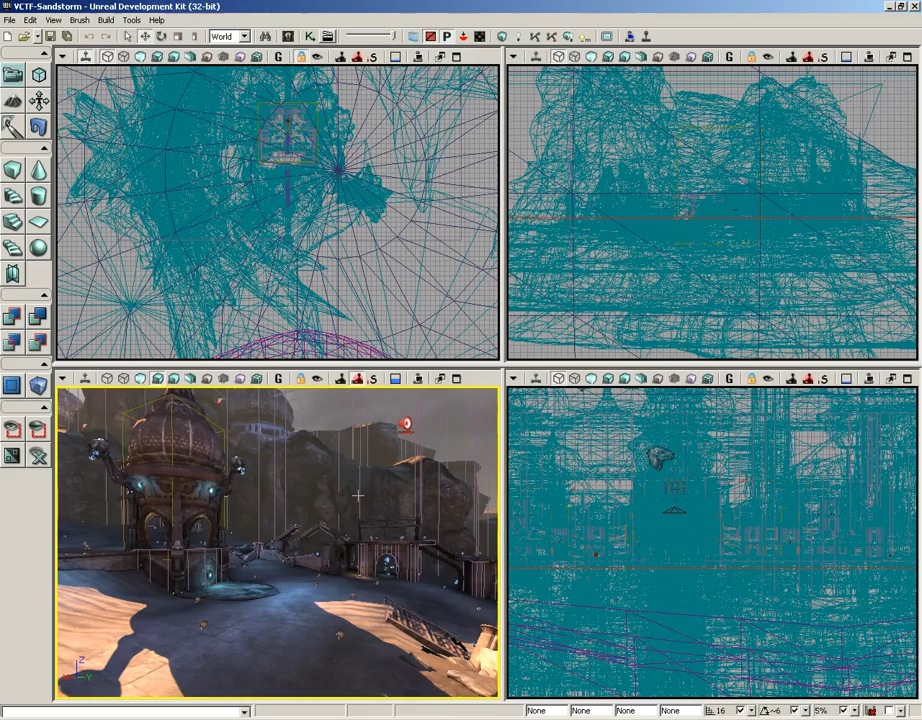 VCTF-Sandstorm - Unreal Development Kit (32-bit)
File Edit View Brush Build Tools Help
World
K P
G S
G S
G S
G S
Z
Y
None None None None 16 ~6 5%